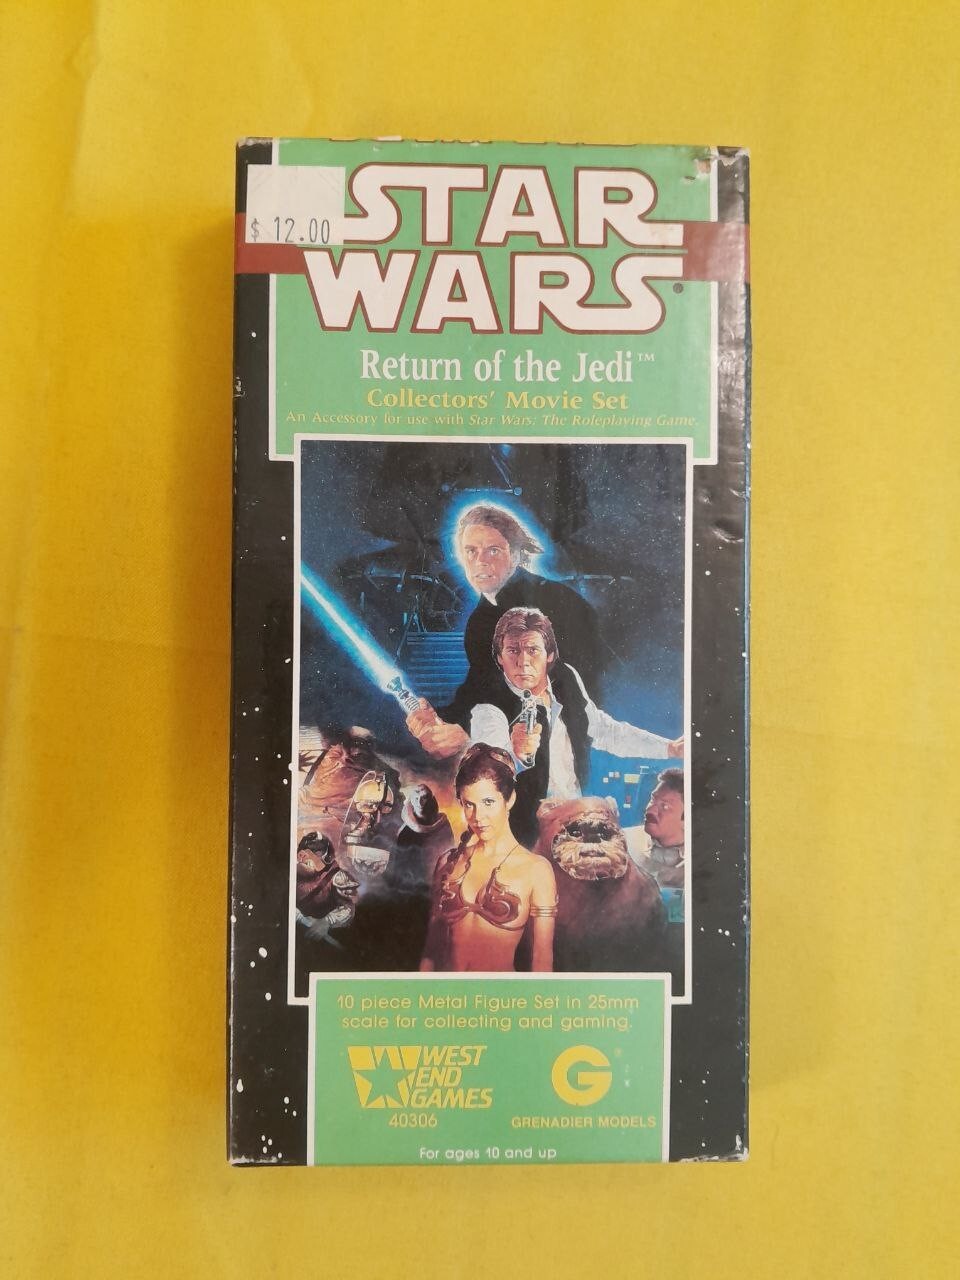 $ 12.00
STAR
WARS®
Return of the Jedi™
Collectors' Movie Set
An Accessory for use with Star Wars: The Roleplaying Game.
10 piece Metal Figure Set in 25mm
scale for collecting and gaming.
WEST
END
GAMES
40306
G®
GRENADIER MODELS
For ages 10 and up